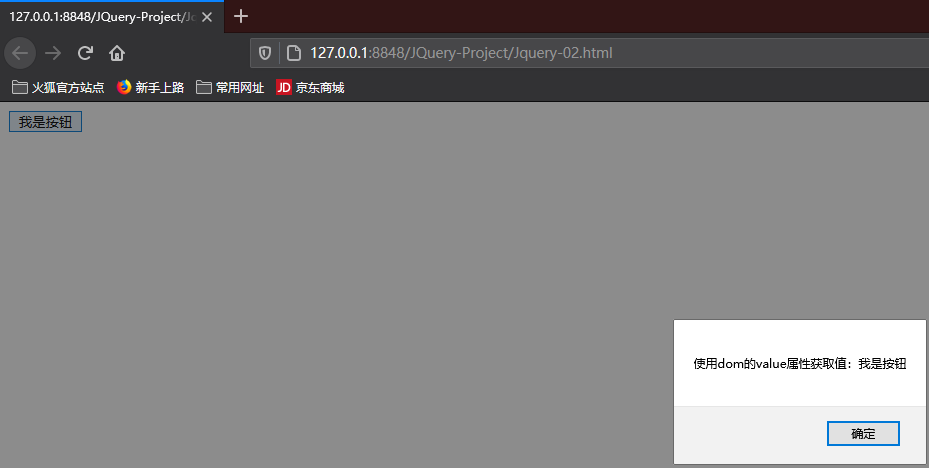 127.0.0.1:8848/JQuery-Project/Jc
127.0.0.1:8848/JQuery-Project/Jquery-02.html
火狐官方站点 新手上路 常用网址 JD 京东商城
我是按钮
使用dom的value属性获取值：我是按钮
确定